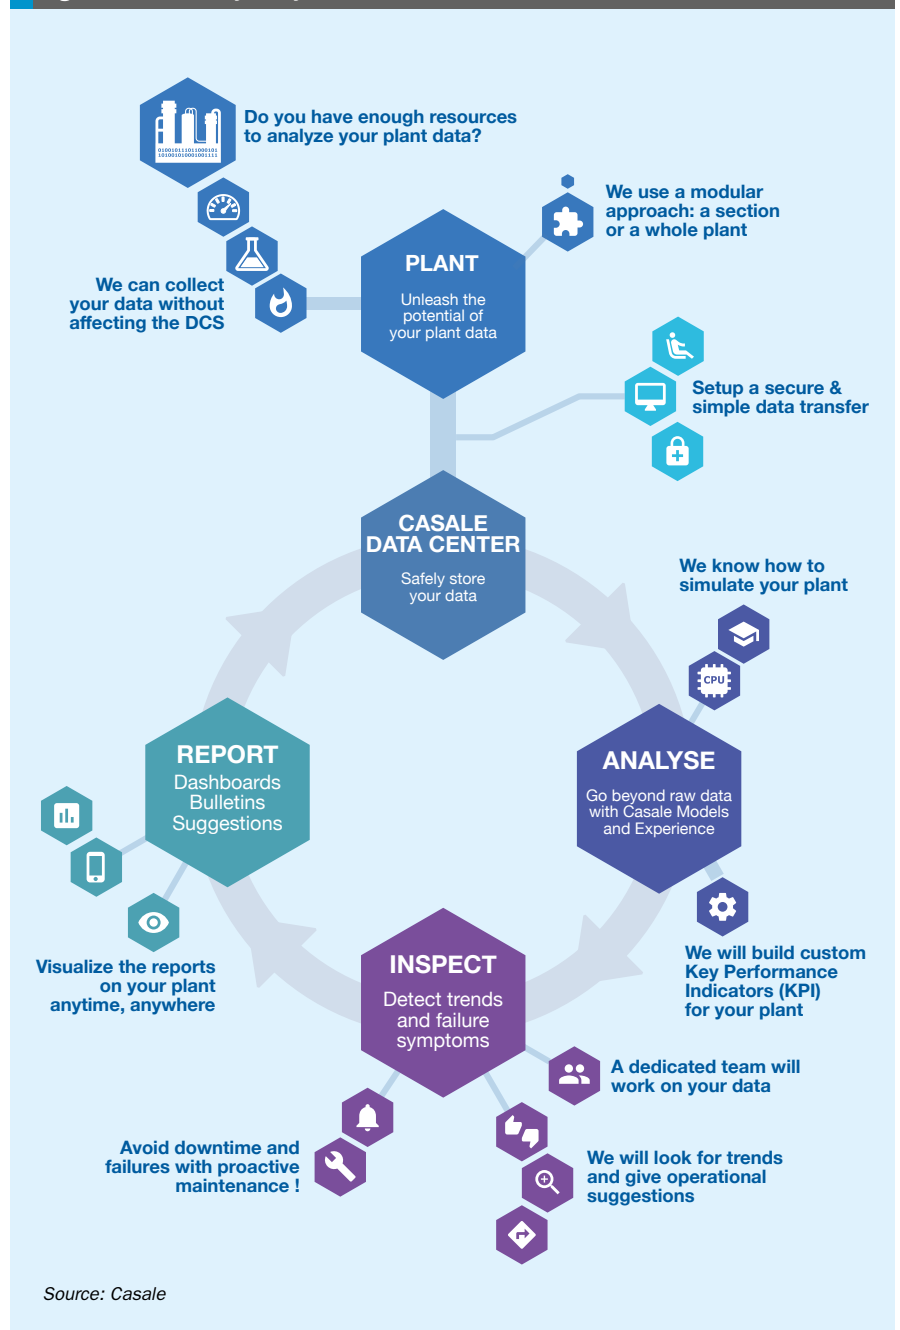 Do you have enough resources
to analyze your plant data?
010010111011000101
101001010001001111
We use a modular
approach: a section
or a whole plant
PLANT
Unleash the
potential of
your plant data
We can collect
your data without
affecting the DCS
Setup a secure &
simple data transfer
CASALE
DATA CENTER
Safely store
your data
We know how to
simulate your plant
CPU
REPORT
Dashboards
Bulletins
Suggestions
ANALYSE
Go beyond raw data
with Casale Models
and Experience
Visualize the reports
on your plant
anytime, anywhere
INSPECT
Detect trends
and failure
symptoms
We will build custom
Key Performance
Indicators (KPI)
for your plant
A dedicated team will
work on your data
Avoid downtime and
failures with proactive
maintenance !
We will look for trends
and give operational
suggestions
Source: Casale